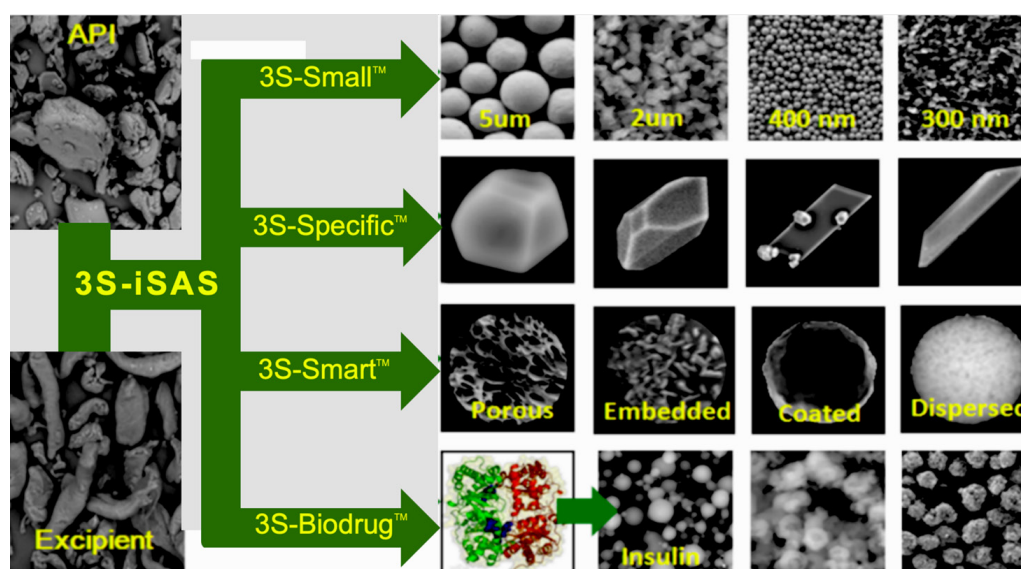 API
3S-Small™
5um
2um
400 nm
300 nm
3S-Specific™
3S-iSAS
3S-Smart™
Porous
Embedded
Coated
Dispersed
Excipient
3S-Biodrug™
Insulin